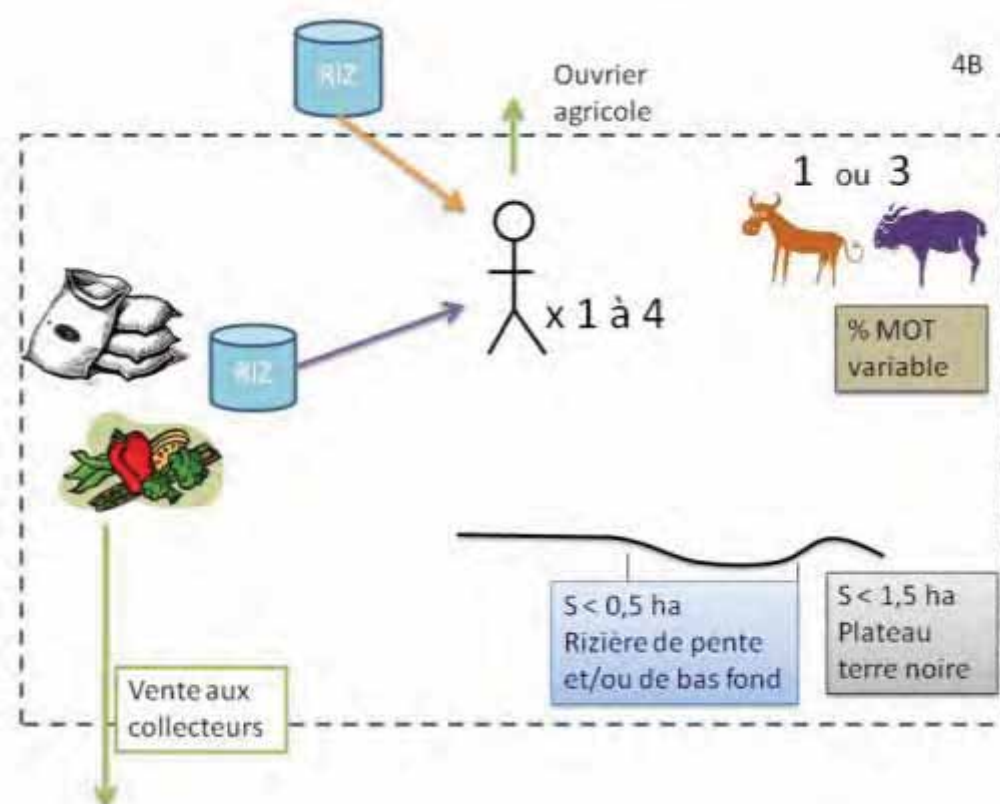 RIZ
Ouvrier
agricole
4B
1 ou 3
x 1 à 4
% MOT
variable
RIZ
S < 0,5 ha
Rizière de pente
et/ou de bas fond
S < 1,5 ha
Plateau
terre noire
Vente aux
collecteurs